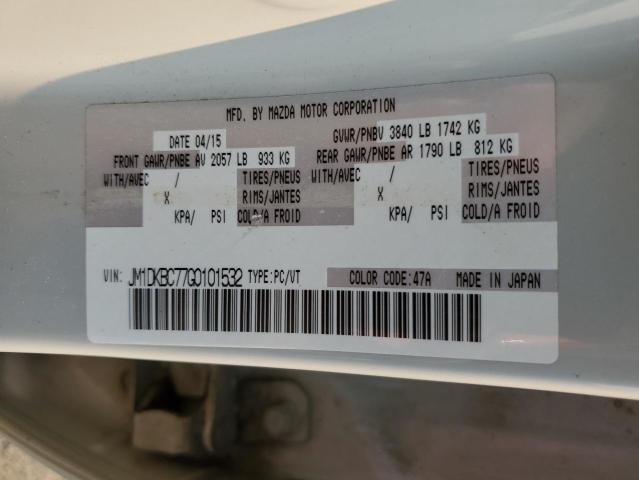 MFD. BY MAZDA MOTOR CORPORATION
DATE 04/15 GVWR/PNBV 3840 LB 1742 KG
FRONT GAWR/PNBE AV 2057 LB 933 KG REAR GAWR/PNBE AR 1790 LB 812 KG
WITH/AVEC / TIRES/PNEUS WITH/AVEC / TIRES/PNEUS
X RIMS/JANTES X RIMS/JANTES
KPA/ PSI COLD/A FROID KPA/ PSI COLD/A FROID
VIN: JM1DKBC77G0101532 TYPE:PC/VT COLOR CODE:47A MADE IN JAPAN